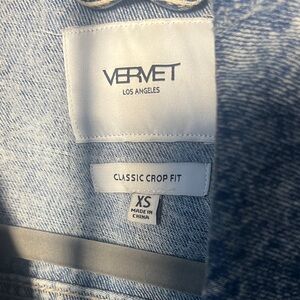 VERVET
LOS ANGELES
CLASSIC CROP FIT
XS
MADE IN
CHINA